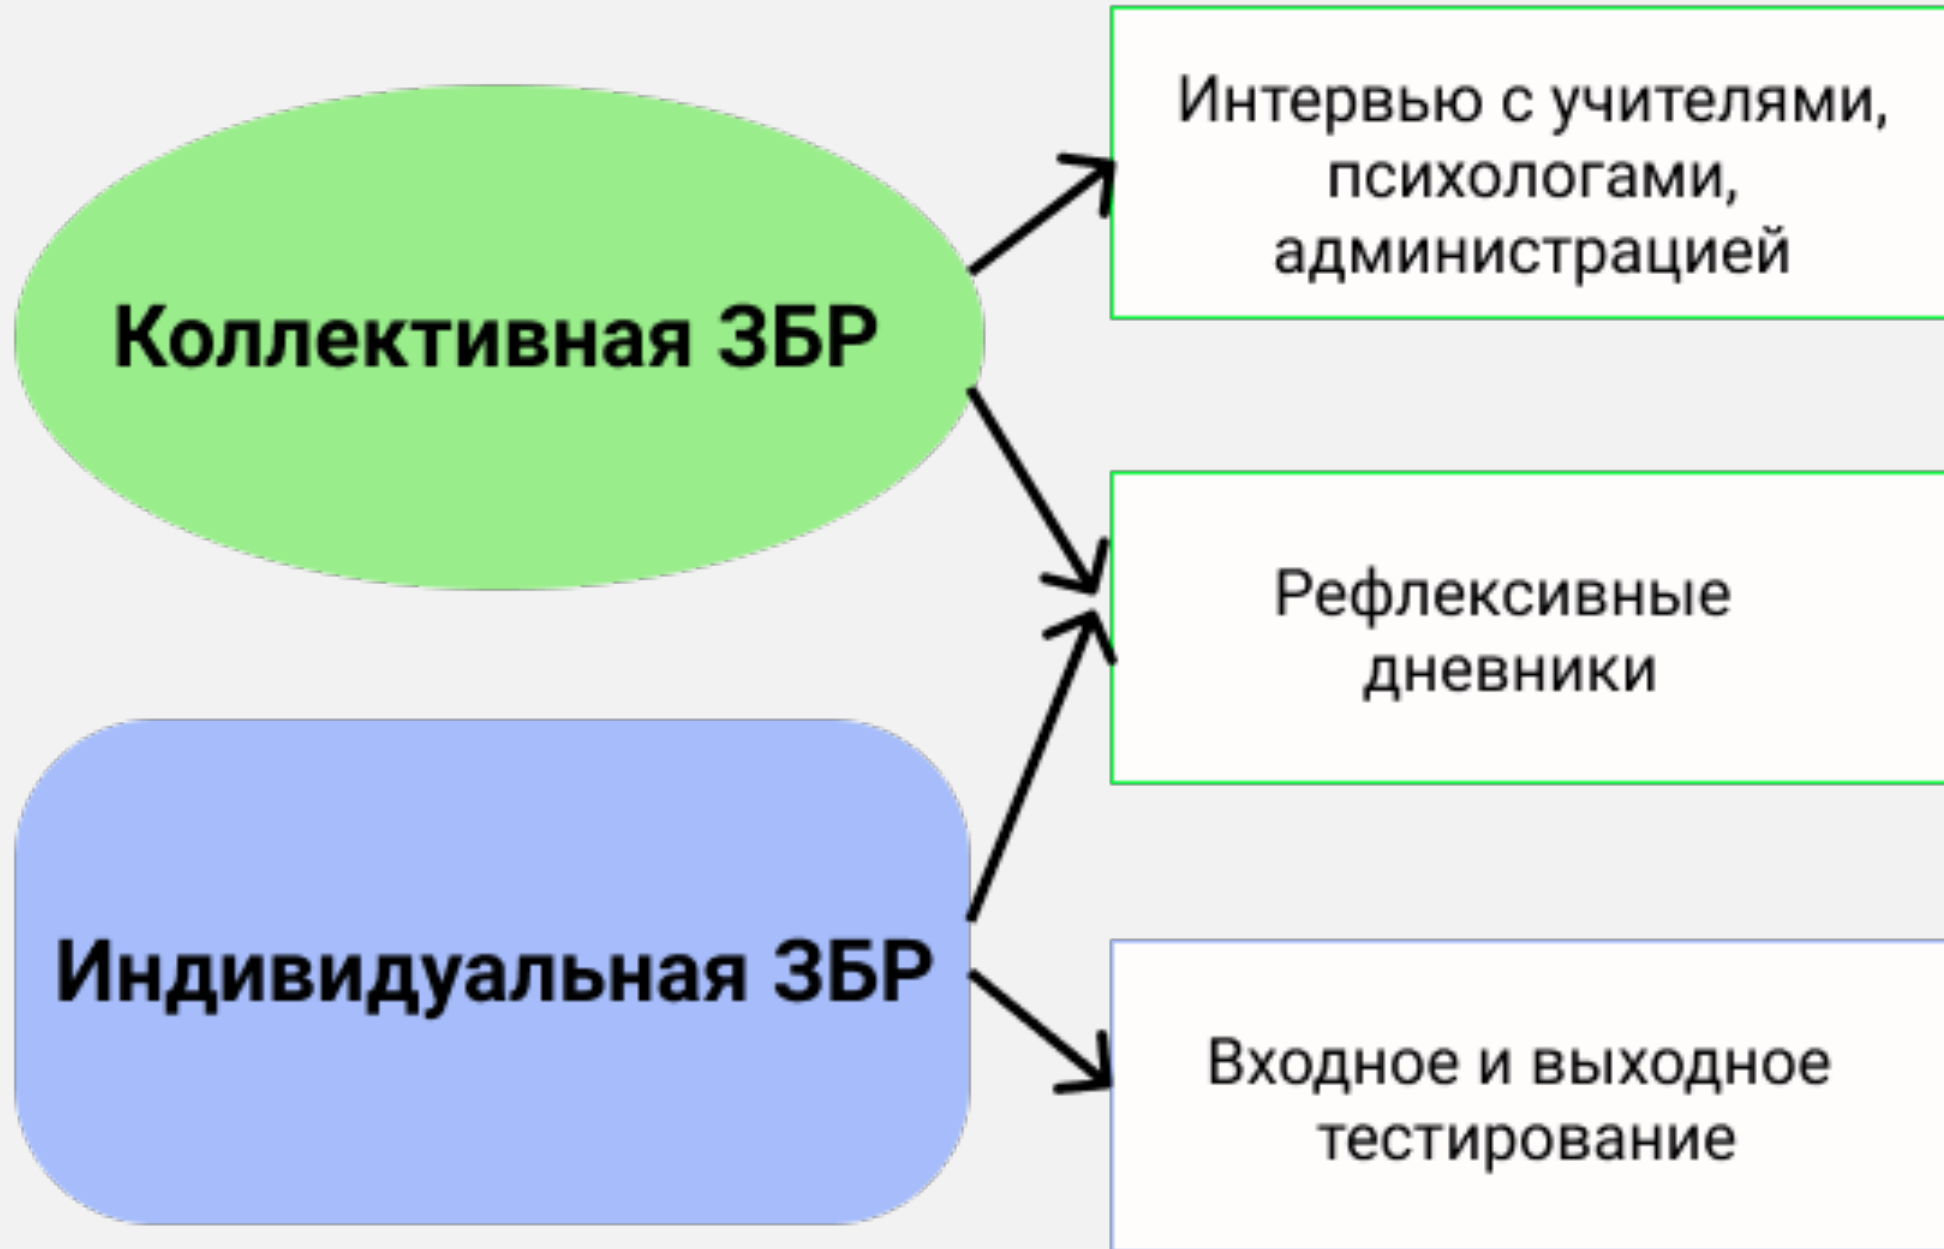 Коллективная ЗБР
Интервью с учителями,
психологами,
администрацией
Рефлексивные
дневники
Индивидуальная ЗБР
Входное и выходное
тестирование